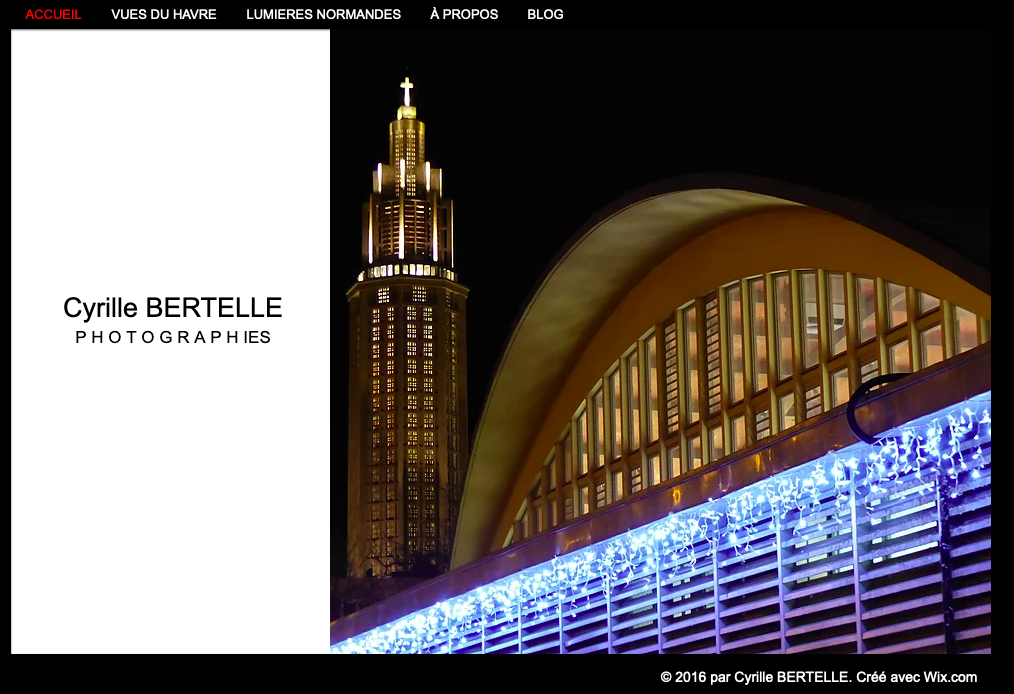 ACCUEIL VUES DU HAVRE LUMIERES NORMANDES À PROPOS BLOG
Cyrille BERTELLE
PHOTOGRAPHIES
© 2016 par Cyrille BERTELLE. Créé avec Wix.com